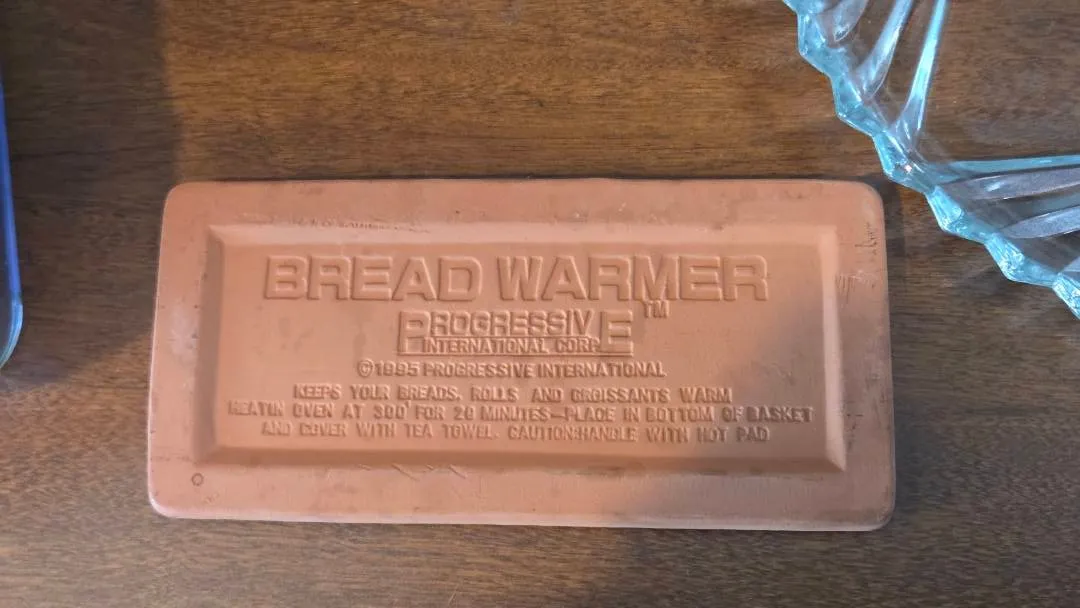 BREAD WARMER
TM
PROGRESSIVE
INTERNATIONAL CORP.
©1995 PROGRESSIVE INTERNATIONAL
KEEPS YOUR BREADS, ROLLS AND CROISSANTS WARM
HEAT IN OVEN AT 300° FOR 20 MINUTES—PLACE IN BOTTOM OF BASKET
AND COVER WITH TEA TOWEL. CAUTION:HANDLE WITH HOT PAD